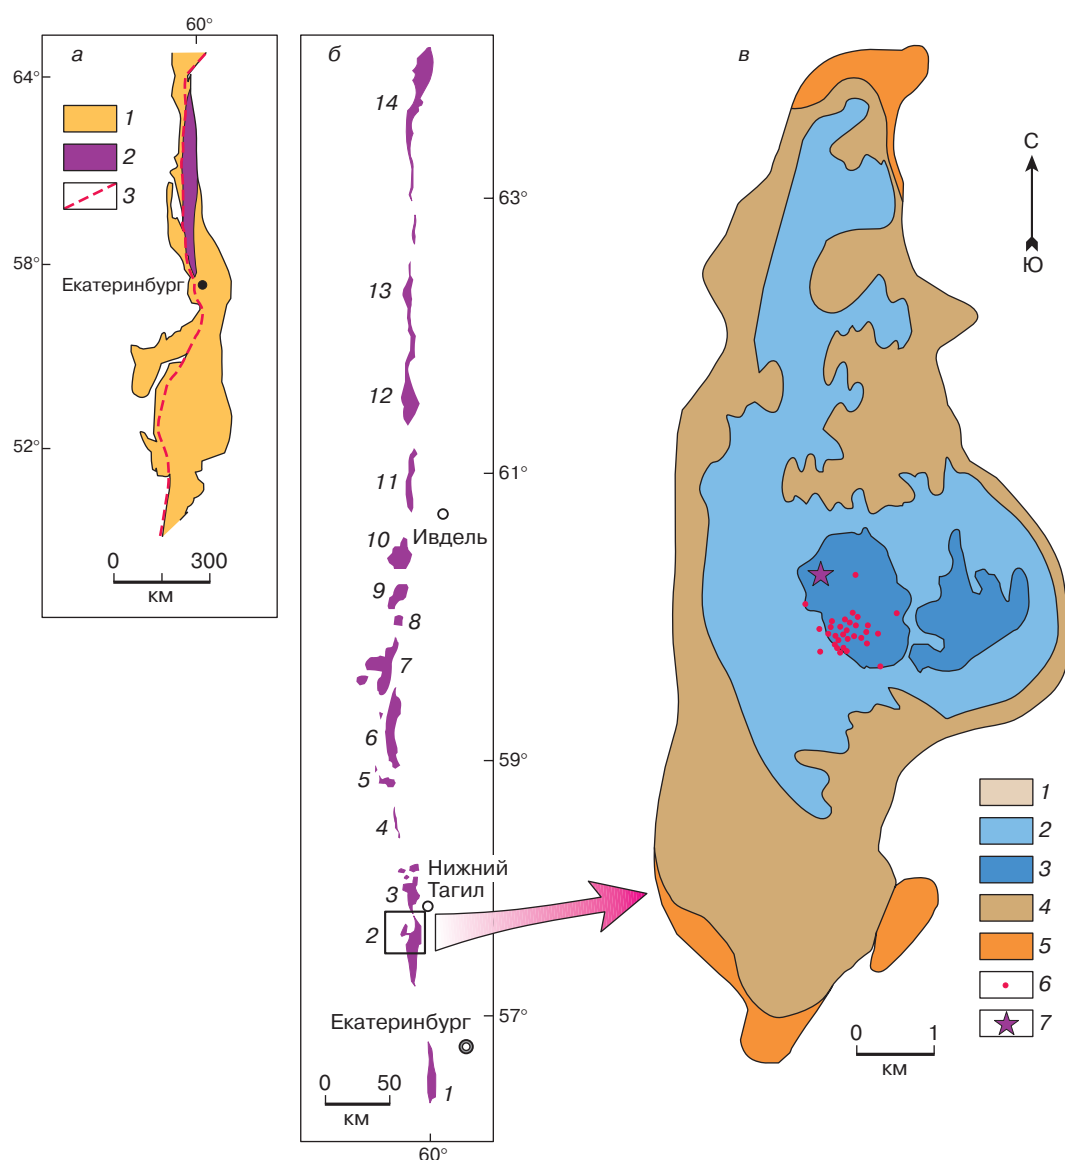 60°
а
64°
1
2
3
58°
Екатеринбург
52°
0 300
км
б
14
63°
13
12
61°
11
Ивдель
10
9
8
7
6
59°
5
4
Нижний
Тагил
3
2
57°
Екатеринбург
0 50
км
1
60°
в
С
Ю
1
2
3
4
5
6
7
0 1
км